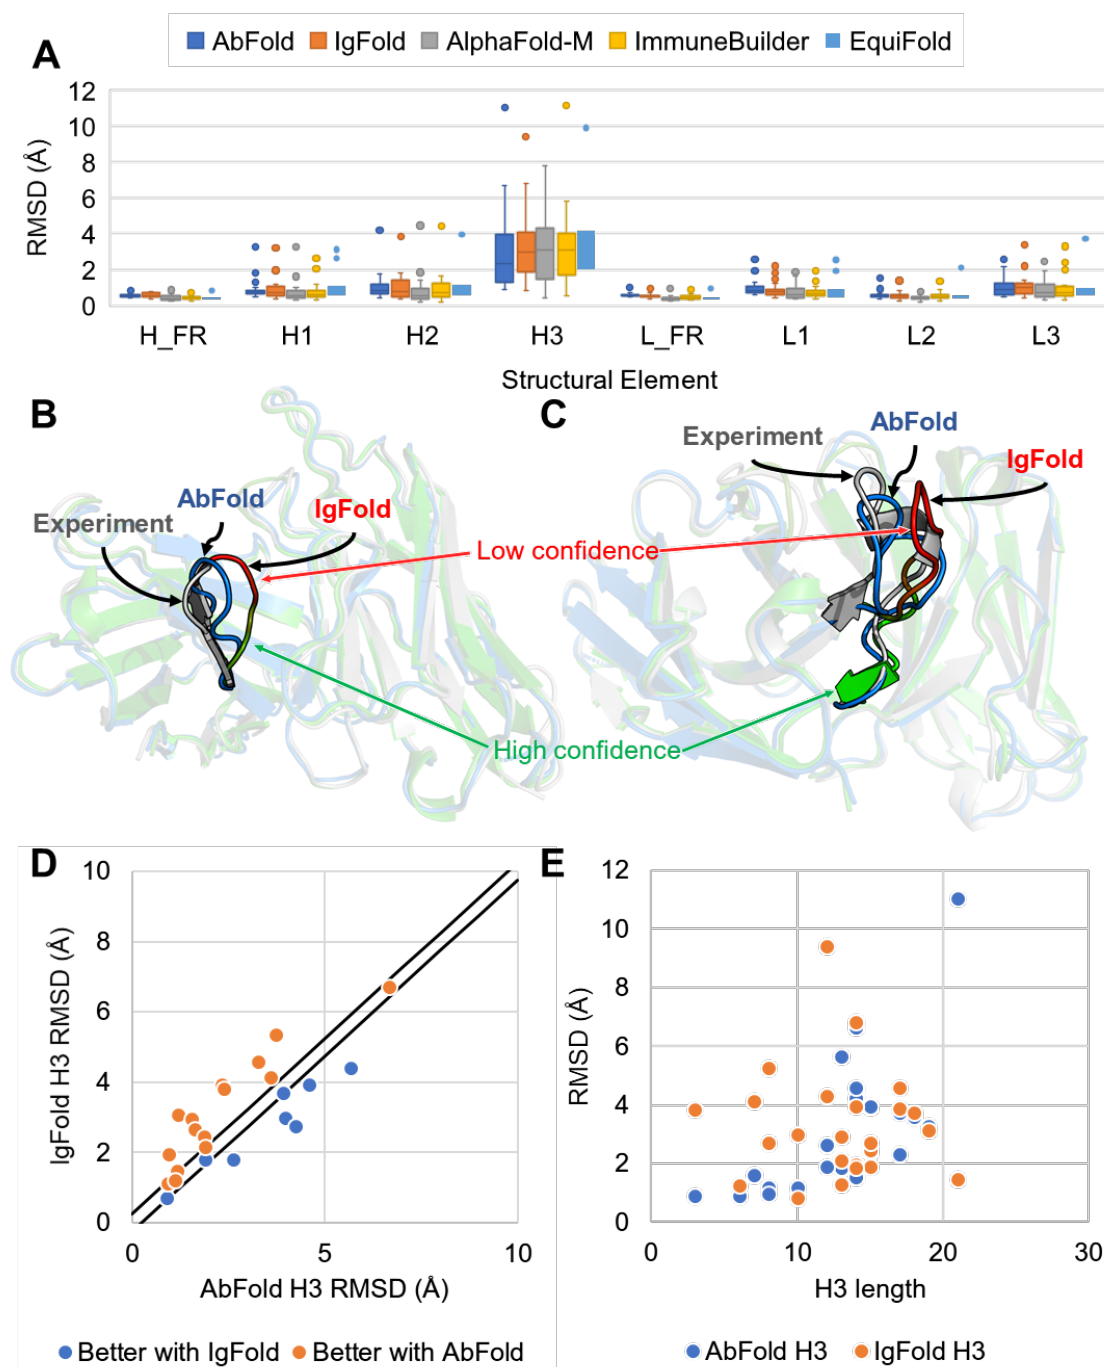 AbFold IgFold AlphaFold-M ImmuneBuilder EquiFold
A
12
10
8
6
4
2
0
RMSD (Å)
H_FR H1 H2 H3 L_FR L1 L2 L3
Structural Element
B
C
Experiment
AbFold
IgFold
AbFold
IgFold
Experiment
Low confidence
High confidence
D
10
8
6
4
2
0
IgFold H3 RMSD (Å)
0 5 10
AbFold H3 RMSD (Å)
Better with IgFold Better with AbFold
E
12
10
8
6
4
2
0
RMSD (Å)
0 10 20 30
H3 length
AbFold H3 IgFold H3